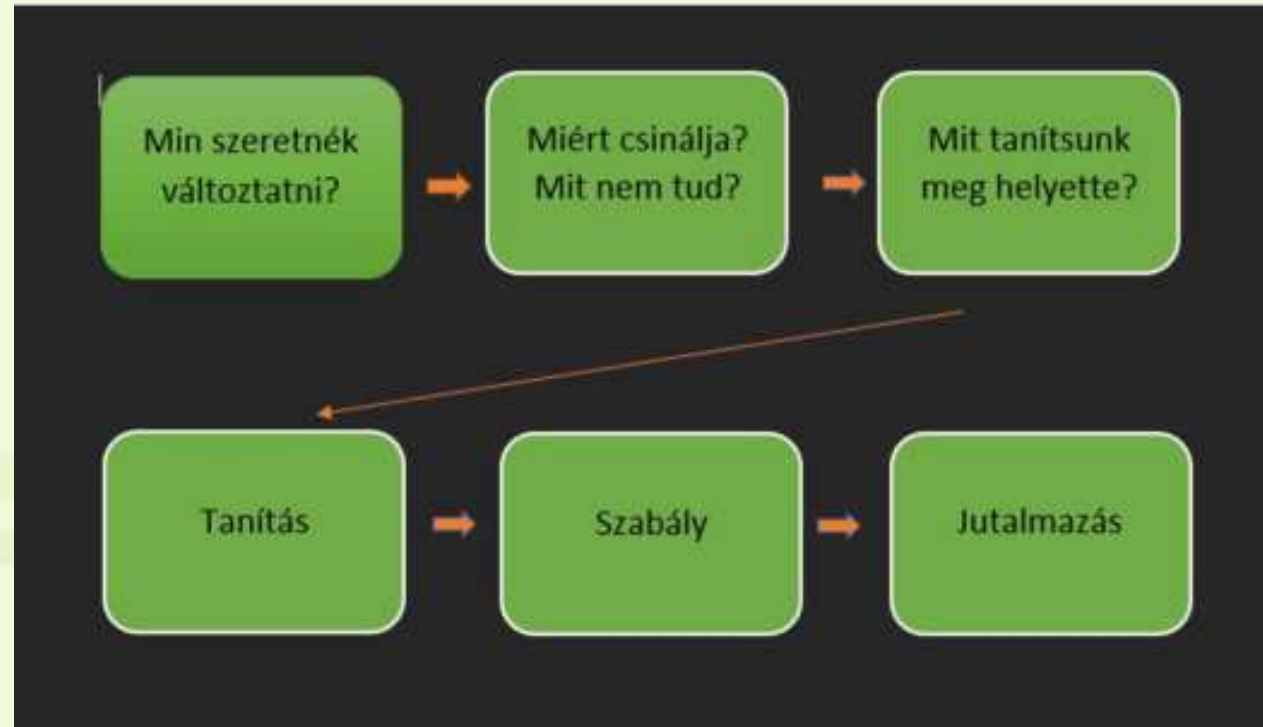 Min szeretnék
változtatni?
Miért csinálja?
Mit nem tud?
Mit tanítsunk
meg helyette?
Tanítás
Szabály
Jutalmazás